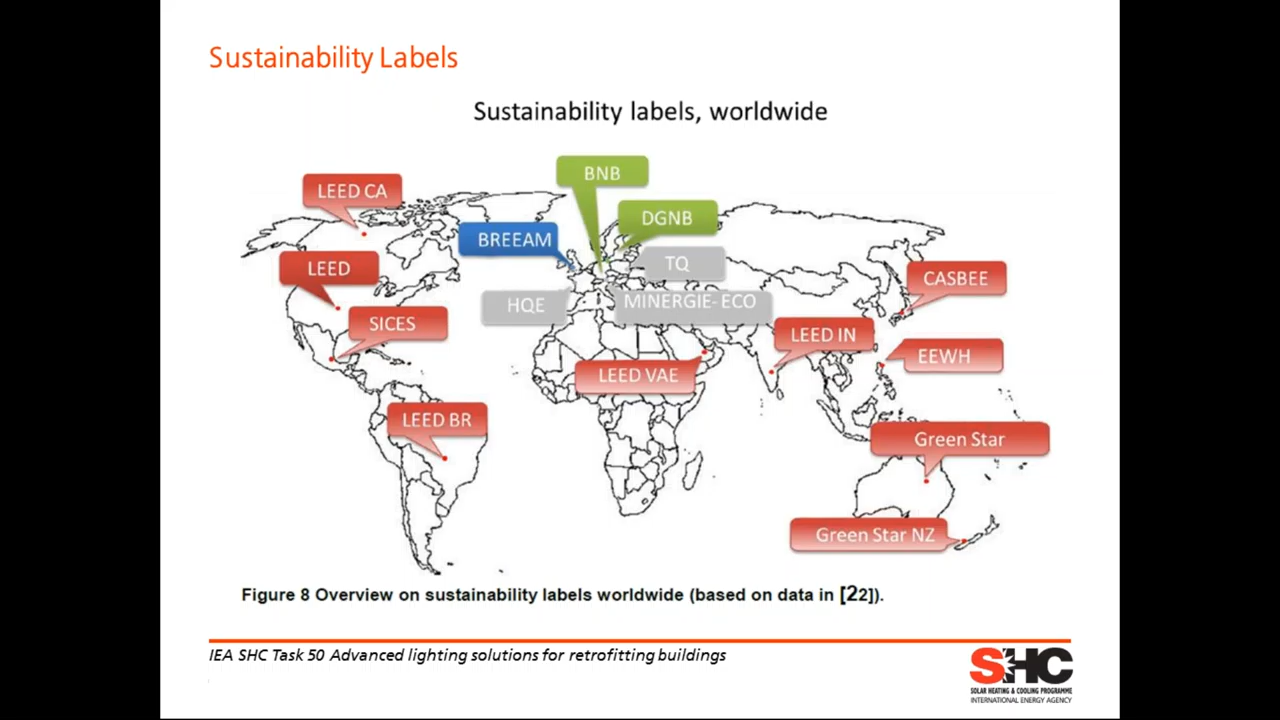 Sustainability Labels
Sustainability labels, worldwide
BNB
LEED CA
DGNB
BREEAM
TQ
LEED
CASBEE
HQE
MINERGIE- ECO
SICES
LEED IN
EEWH
LEED VAE
LEED BR
Green Star
Green Star NZ
Figure 8 Overview on sustainability labels worldwide (based on data in [22]).
IEA SHC Task 50 Advanced lighting solutions for retrofitting buildings
SHC
SOLAR HEATING & COOLING PROGRAMME
INTERNATIONAL ENERGY AGENCY